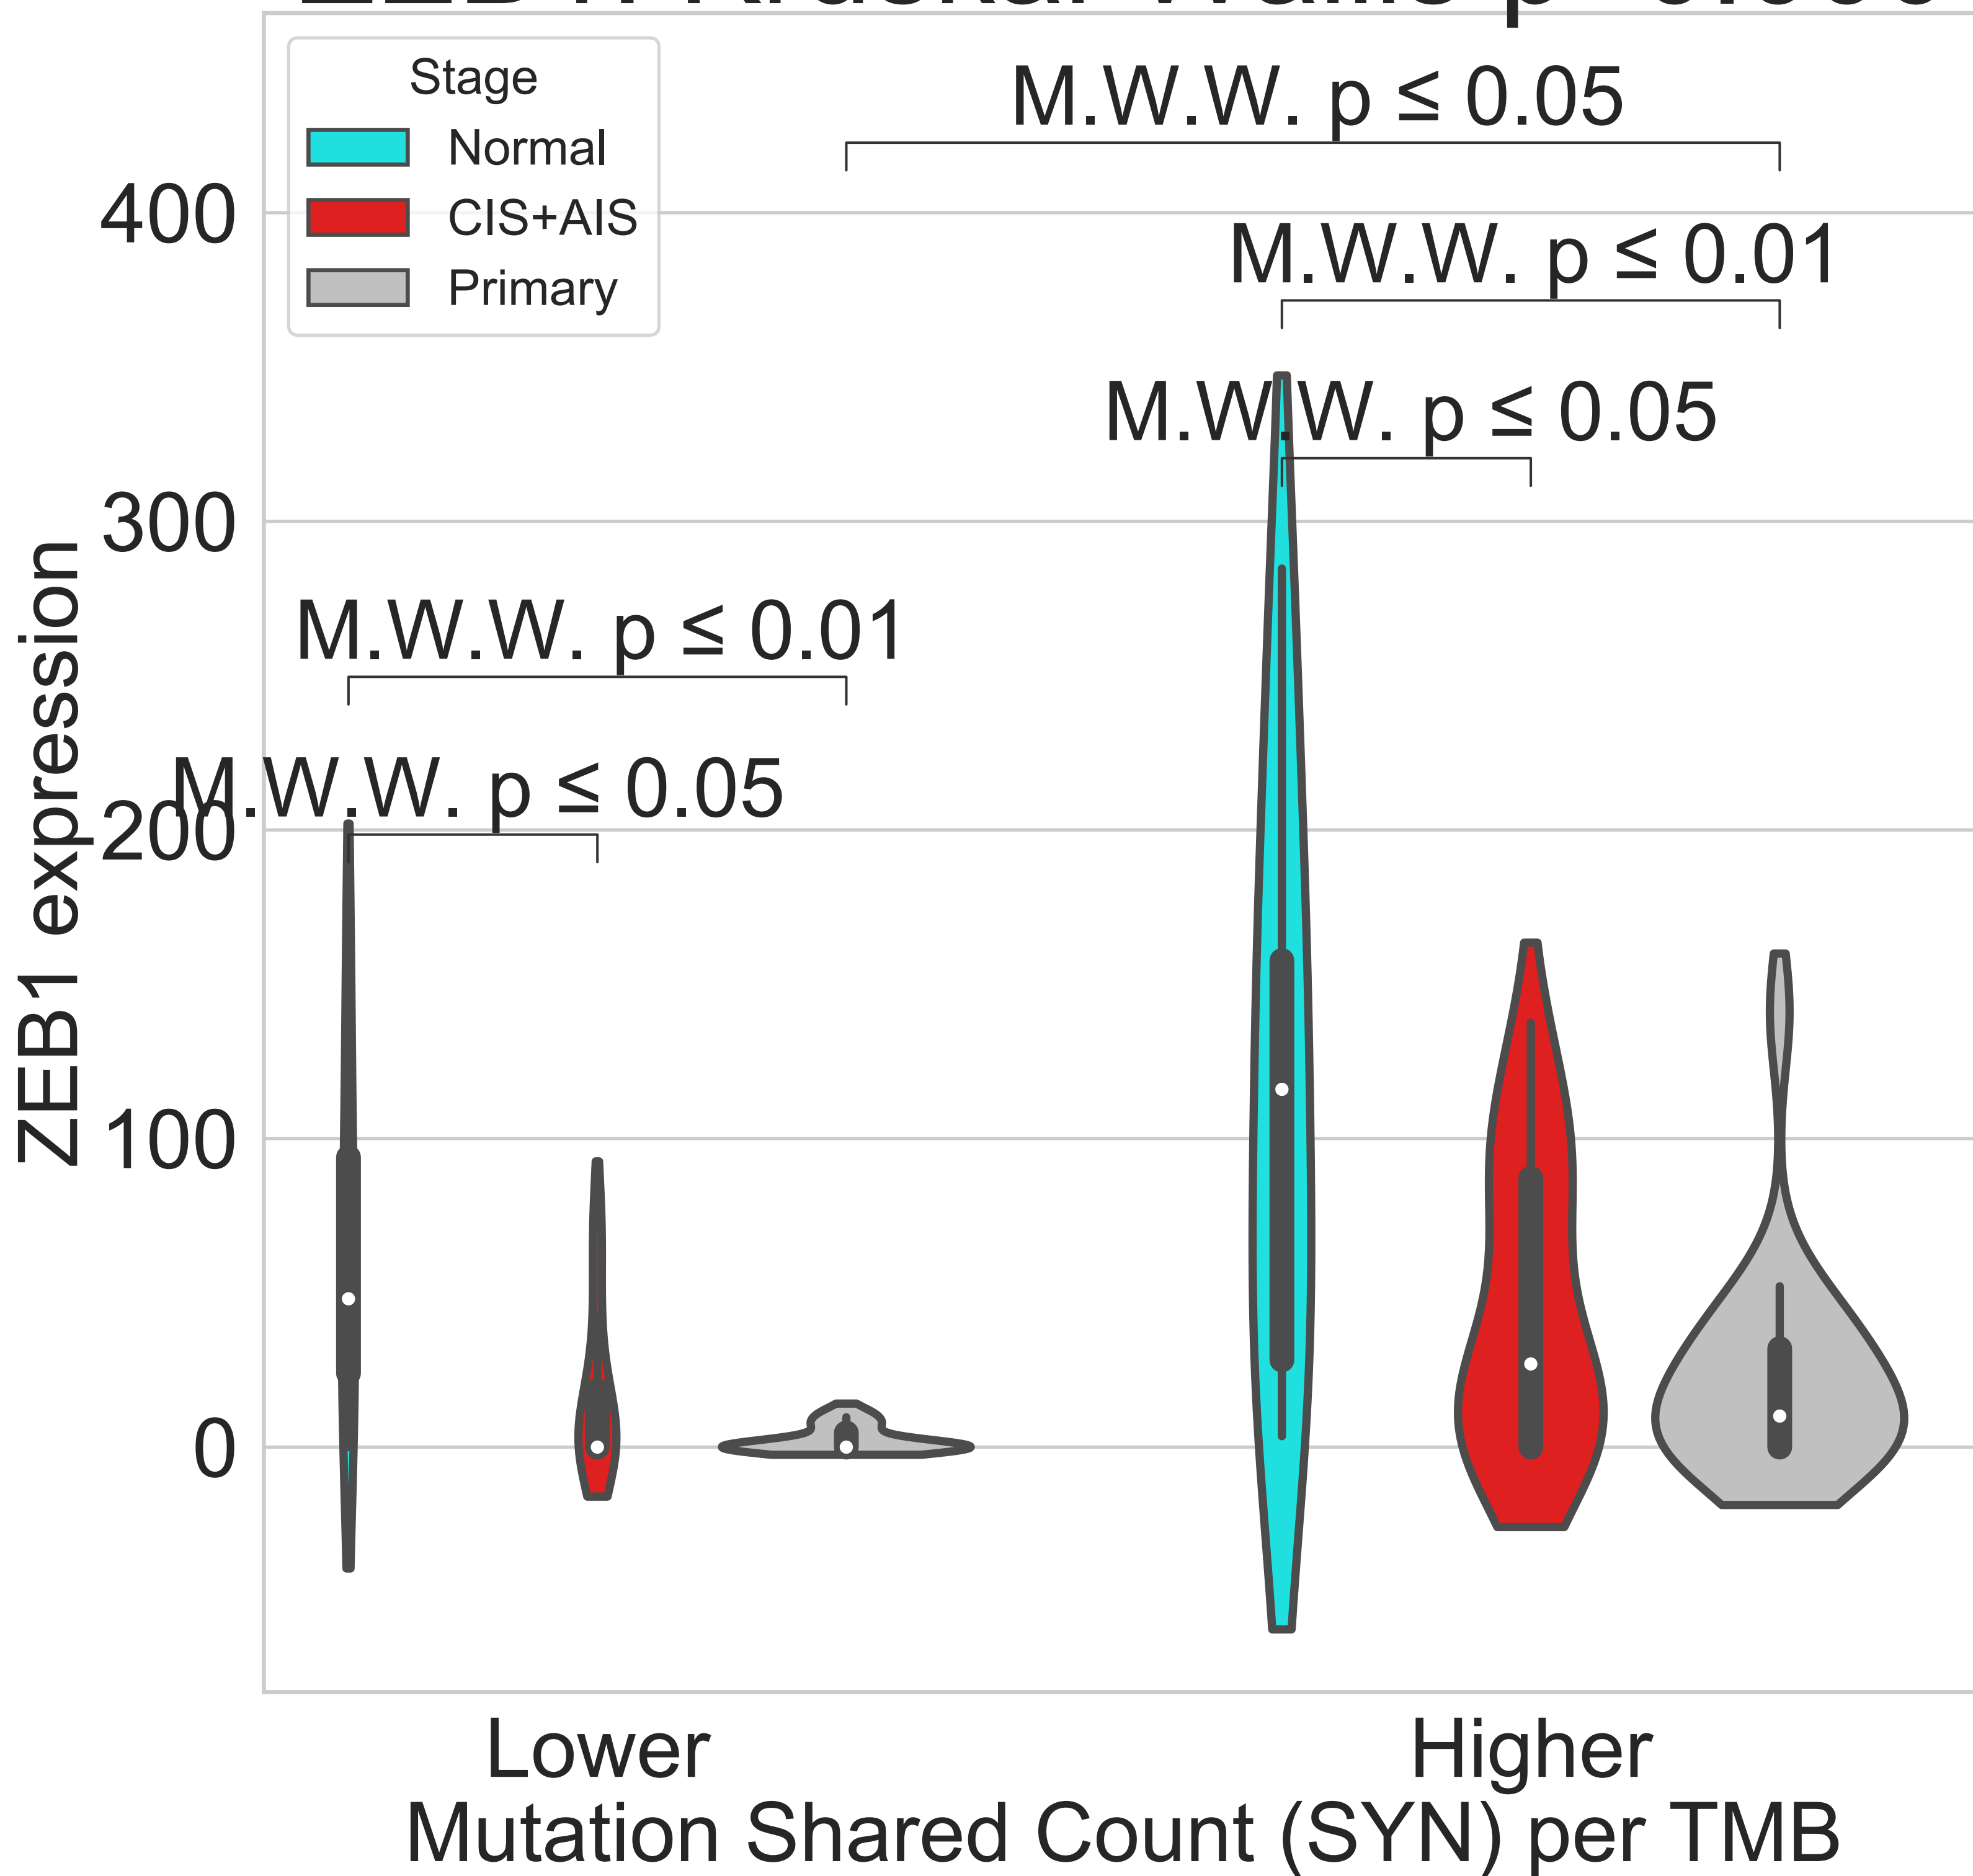 Stage
Normal
CIS+AIS
Primary
M.W.W. p ≤ 0.05
M.W.W. p ≤ 0.01
M.W.W. p ≤ 0.05
M.W.W. p ≤ 0.01
M.W.W. p ≤ 0.05
400
300
200
100
0
ZEB1 expression
Lower
Higher
Mutation Shared Count (SYN) per TMB